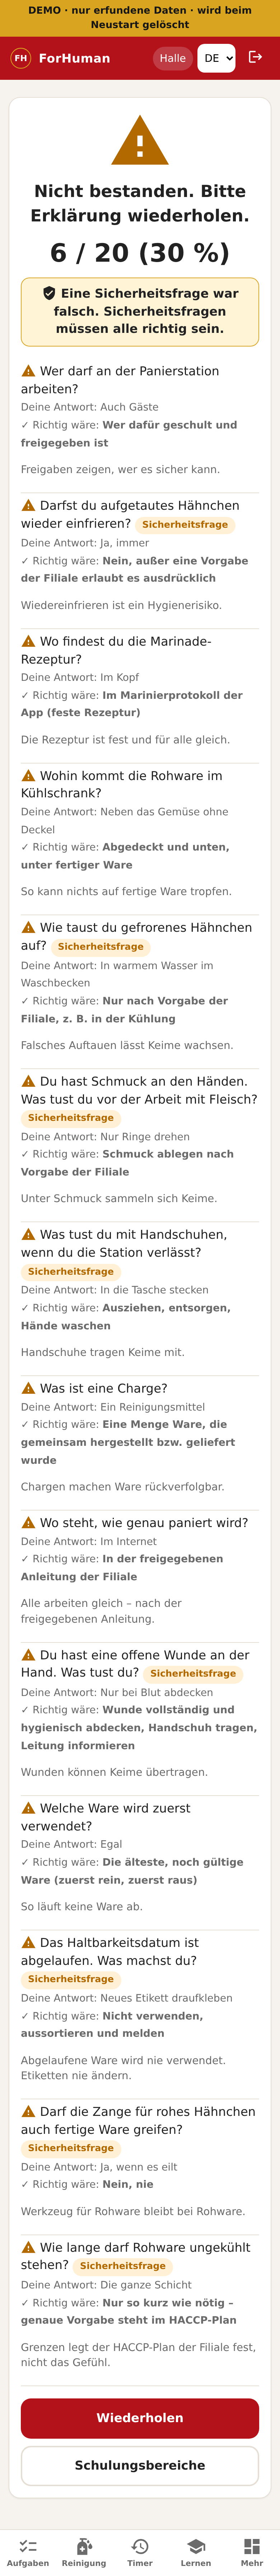 DEMO · nur erfundene Daten · wird beim
Neustart gelöscht
FH ForHuman Halle DE
Nicht bestanden. Bitte
Erklärung wiederholen.
6 / 20 (30 %)
Eine Sicherheitsfrage war
falsch. Sicherheitsfragen
müssen alle richtig sein.
Wer darf an der Panierstation
arbeiten?
Deine Antwort: Auch Gäste
✓ Richtig wäre: Wer dafür geschult und
freigegeben ist
Freigaben zeigen, wer es sicher kann.
Darfst du aufgetautes Hähnchen
wieder einfrieren? Sicherheitsfrage
Deine Antwort: Ja, immer
✓ Richtig wäre: Nein, außer eine Vorgabe
der Filiale erlaubt es ausdrücklich
Wiedereinfrieren ist ein Hygienerisiko.
Wo findest du die Marinade-
Rezeptur?
Deine Antwort: Im Kopf
✓ Richtig wäre: Im Marinierprotokoll der
App (feste Rezeptur)
Die Rezeptur ist fest und für alle gleich.
Wohin kommt die Rohware im
Kühlschrank?
Deine Antwort: Neben das Gemüse ohne
Deckel
✓ Richtig wäre: Abgedeckt und unten,
unter fertiger Ware
So kann nichts auf fertige Ware tropfen.
Wie taust du gefrorenes Hähnchen
auf? Sicherheitsfrage
Deine Antwort: In warmem Wasser im
Waschbecken
✓ Richtig wäre: Nur nach Vorgabe der
Filiale, z. B. in der Kühlung
Falsches Auftauen lässt Keime wachsen.
Du hast Schmuck an den Händen.
Was tust du vor der Arbeit mit Fleisch?
Sicherheitsfrage
Deine Antwort: Nur Ringe drehen
✓ Richtig wäre: Schmuck ablegen nach
Vorgabe der Filiale
Unter Schmuck sammeln sich Keime.
Was tust du mit Handschuhen,
wenn du die Station verlässt?
Sicherheitsfrage
Deine Antwort: In die Tasche stecken
✓ Richtig wäre: Ausziehen, entsorgen,
Hände waschen
Handschuhe tragen Keime mit.
Was ist eine Charge?
Deine Antwort: Ein Reinigungsmittel
✓ Richtig wäre: Eine Menge Ware, die
gemeinsam hergestellt bzw. geliefert
wurde
Chargen machen Ware rückverfolgbar.
Wo steht, wie genau paniert wird?
Deine Antwort: Im Internet
✓ Richtig wäre: In der freigegebenen
Anleitung der Filiale
Alle arbeiten gleich – nach der
freigegebenen Anleitung.
Du hast eine offene Wunde an der
Hand. Was tust du? Sicherheitsfrage
Deine Antwort: Nur bei Blut abdecken
✓ Richtig wäre: Wunde vollständig und
hygienisch abdecken, Handschuh tragen,
Leitung informieren
Wunden können Keime übertragen.
Welche Ware wird zuerst
verwendet?
Deine Antwort: Egal
✓ Richtig wäre: Die älteste, noch gültige
Ware (zuerst rein, zuerst raus)
So läuft keine Ware ab.
Das Haltbarkeitsdatum ist
abgelaufen. Was machst du?
Sicherheitsfrage
Deine Antwort: Neues Etikett draufkleben
✓ Richtig wäre: Nicht verwenden,
aussortieren und melden
Abgelaufene Ware wird nie verwendet.
Etiketten nie ändern.
Darf die Zange für rohes Hähnchen
auch fertige Ware greifen?
Sicherheitsfrage
Deine Antwort: Ja, wenn es eilt
✓ Richtig wäre: Nein, nie
Werkzeug für Rohware bleibt bei Rohware.
Wie lange darf Rohware ungekühlt
stehen? Sicherheitsfrage
Deine Antwort: Die ganze Schicht
✓ Richtig wäre: Nur so kurz wie nötig –
genaue Vorgabe steht im HACCP-Plan
Grenzen legt der HACCP-Plan der Filiale fest,
nicht das Gefühl.
Wiederholen
Schulungsbereiche
Aufgaben Reinigung Timer Lernen Mehr